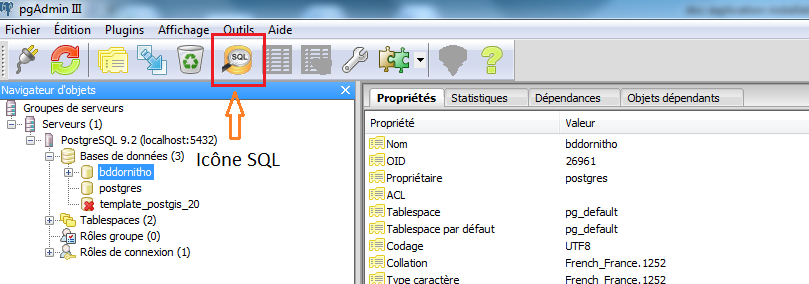 pgAdmin III
Fichier Édition Plugins Affichage Outils Aide
SQL
Navigateur d'objets
Groupes de serveurs
Serveurs (1)
PostgreSQL 9.2 (localhost:5432)
Bases de données (3)
bddornitho
postgres
template_postgis_20
Tablespaces (2)
Rôles groupe (0)
Rôles de connexion (1)
Icône SQL
Propriétés Statistiques Dépendances Objets dépendants
Propriété Valeur
Nom bddornitho
OID 26961
Propriétaire postgres
ACL
Tablespace pg_default
Tablespace par défaut pg_default
Codage UTF8
Collation French_France.1252
Type caractère French_France.1252